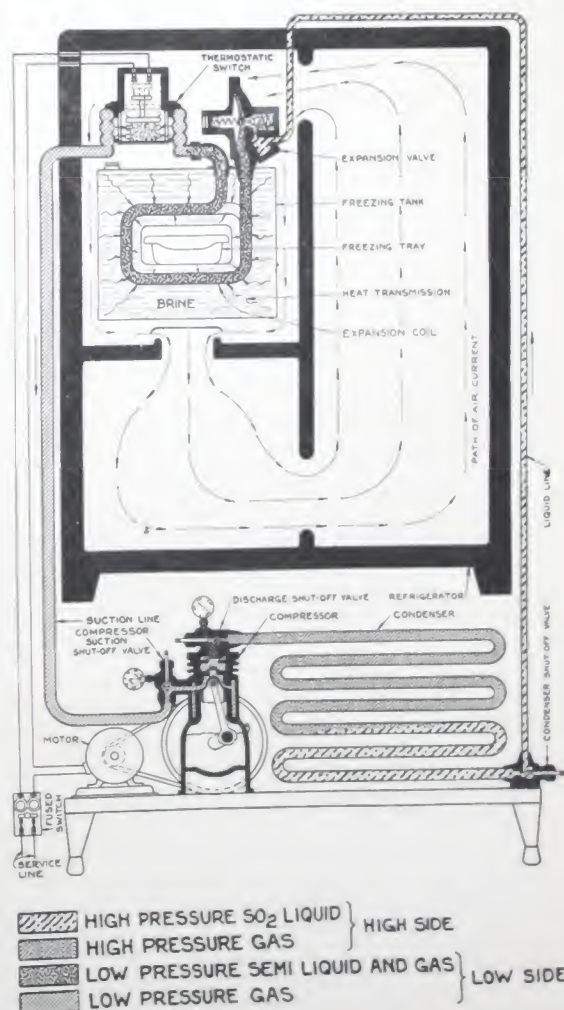 THERMOSTATIC
SWITCH
EXPANSION VALVE
FREEZING TANK
FREEZING TRAY
HEAT TRANSMISSION
BRINE
EXPANSION COIL
PATH OF AIR CURRENT
LIQUID LINE
DISCHARGE SHUT-OFF VALVE
REFRIGERATOR
SUCTION LINE
COMPRESSOR
CONDENSER
COMPRESSOR
SUCTION
SHUT-OFF VALVE
CONDENSER SHUT-OFF VALVE
MOTOR
FUSED
SWITCH
SERVICE
LINE
HIGH PRESSURE SO2 LIQUID
HIGH SIDE
HIGH PRESSURE GAS
LOW PRESSURE SEMI LIQUID AND GAS
LOW SIDE
LOW PRESSURE GAS